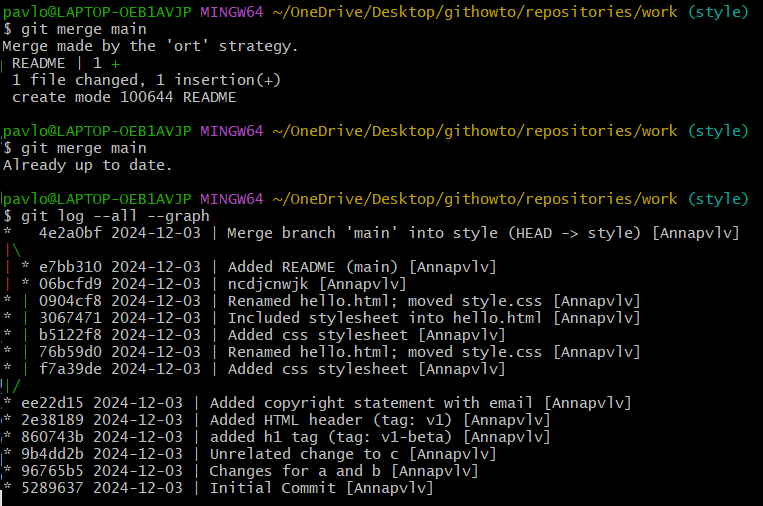 pavlo@LAPTOP-OEB1AVJP MINGW64 ~/OneDrive/Desktop/githowto/repositories/work (style)
$ git merge main
Merge made by the 'ort' strategy.
 README | 1 +
 1 file changed, 1 insertion(+)
 create mode 100644 README

pavlo@LAPTOP-OEB1AVJP MINGW64 ~/OneDrive/Desktop/githowto/repositories/work (style)
$ git merge main
Already up to date.

pavlo@LAPTOP-OEB1AVJP MINGW64 ~/OneDrive/Desktop/githowto/repositories/work (style)
$ git log --all --graph
*   4e2a0bf 2024-12-03 | Merge branch 'main' into style (HEAD -> style) [Annapvlv]
|\
| * e7bb310 2024-12-03 | Added README (main) [Annapvlv]
| * 06bcfd9 2024-12-03 | ncdjcnwjk [Annapvlv]
* | 0904cf8 2024-12-03 | Renamed hello.html; moved style.css [Annapvlv]
* | 3067471 2024-12-03 | Included stylesheet into hello.html [Annapvlv]
* | b5122f8 2024-12-03 | Added css stylesheet [Annapvlv]
* | 76b59d0 2024-12-03 | Renamed hello.html; moved style.css [Annapvlv]
* | f7a39de 2024-12-03 | Added css stylesheet [Annapvlv]
|/
* ee22d15 2024-12-03 | Added copyright statement with email [Annapvlv]
* 2e38189 2024-12-03 | Added HTML header (tag: v1) [Annapvlv]
* 860743b 2024-12-03 | added h1 tag (tag: v1-beta) [Annapvlv]
* 9b4dd2b 2024-12-03 | Unrelated change to c [Annapvlv]
* 96765b5 2024-12-03 | Changes for a and b [Annapvlv]
* 5289637 2024-12-03 | Initial Commit [Annapvlv]